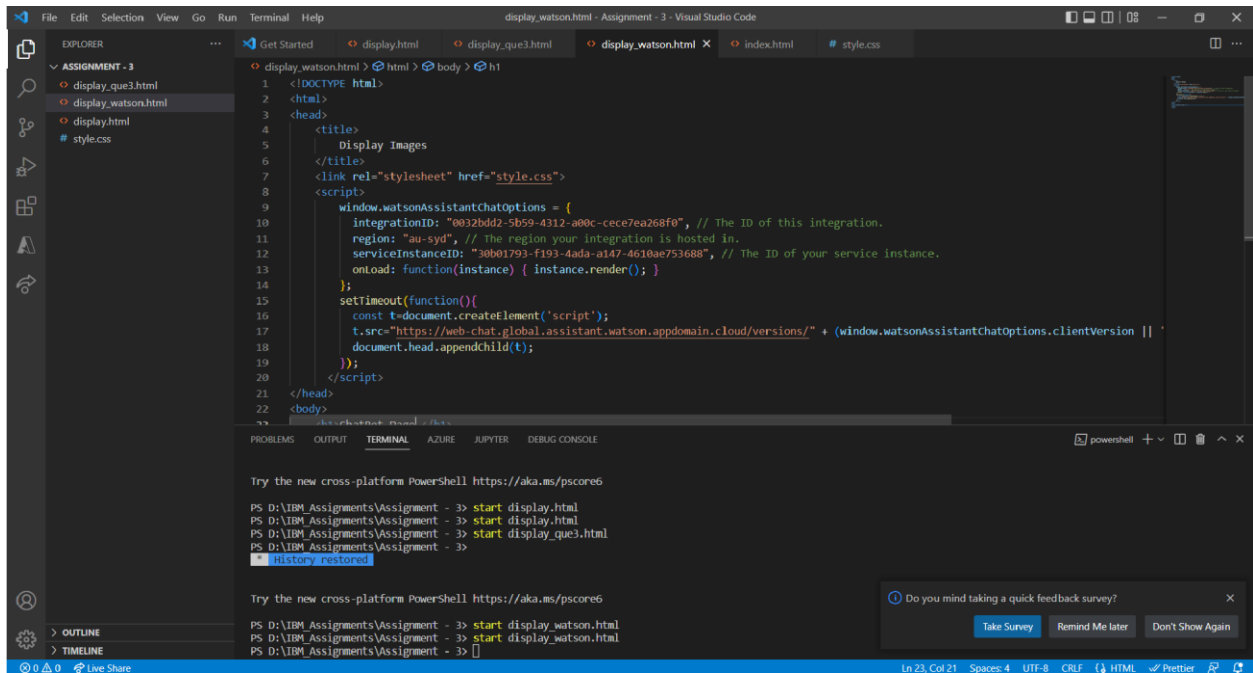 File Edit Selection View Go Run Terminal Help display_watson.html - Assignment - 3 - Visual Studio Code
EXPLORER
ASSIGNMENT - 3
display_que3.html
display_watson.html
display.html
# style.css
OUTLINE
TIMELINE
Get Started display.html display_que3.html display_watson.html index.html # style.css
display_watson.html > html > body > h1
1 <!DOCTYPE html>
2 <html>
3 <head>
4 <title>
5 Display Images
6 </title>
7 <link rel="stylesheet" href="style.css">
8 <script>
9 window.watsonAssistantChatOptions = {
10 integrationID: "0032bdd2-5b59-4312-a00c-cece7ea268f0", // The ID of this integration.
11 region: "au-syd", // The region your integration is hosted in.
12 serviceInstanceID: "30b01793-f193-4ada-a147-4610ae753688", // The ID of your service instance.
13 onLoad: function(instance) { instance.render(); }
14 };
15 setTimeout(function(){
16 const t=document.createElement('script');
17 t.src="https://web-chat.global.assistant.watson.appdomain.cloud/versions/" + (window.watsonAssistantChatOptions.clientVersion || '
18 document.head.appendChild(t);
19 });
20 </script>
21 </head>
22 <body>
23 <h1>ChatBot Page </h1>
PROBLEMS OUTPUT TERMINAL AZURE JUPYTER DEBUG CONSOLE powershell
Try the new cross-platform PowerShell https://aka.ms/pscore6
PS D:\IBM_Assignments\Assignment - 3> start display.html
PS D:\IBM_Assignments\Assignment - 3> start display.html
PS D:\IBM_Assignments\Assignment - 3> start display_que3.html
PS D:\IBM_Assignments\Assignment - 3>
* History restored
Try the new cross-platform PowerShell https://aka.ms/pscore6
PS D:\IBM_Assignments\Assignment - 3> start display_watson.html
PS D:\IBM_Assignments\Assignment - 3> start display_watson.html
PS D:\IBM_Assignments\Assignment - 3>
Do you mind taking a quick feedback survey?
Take Survey Remind Me later Don't Show Again
0 0 Live Share Ln 23, Col 21 Spaces: 4 UTF-8 CRLF HTML Prettier